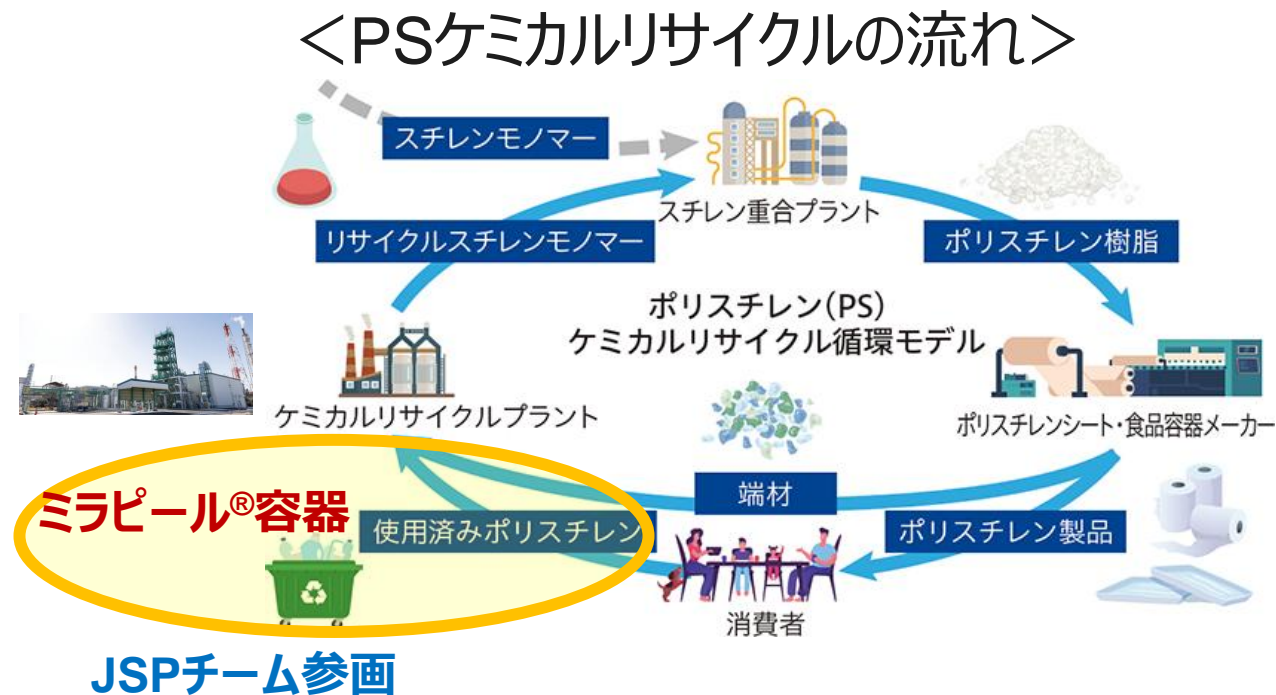 ＜PSケミカルリサイクルの流れ＞
スチレンモノマー
スチレン重合プラント
リサイクルスチレンモノマー
ポリスチレン樹脂
ポリスチレン（PS）
ケミカルリサイクル循環モデル
ケミカルリサイクルプラント
ポリスチレンシート・食品容器メーカー
端材
ミラピール®容器
使用済みポリスチレン
ポリスチレン製品
消費者
JSPチーム参画